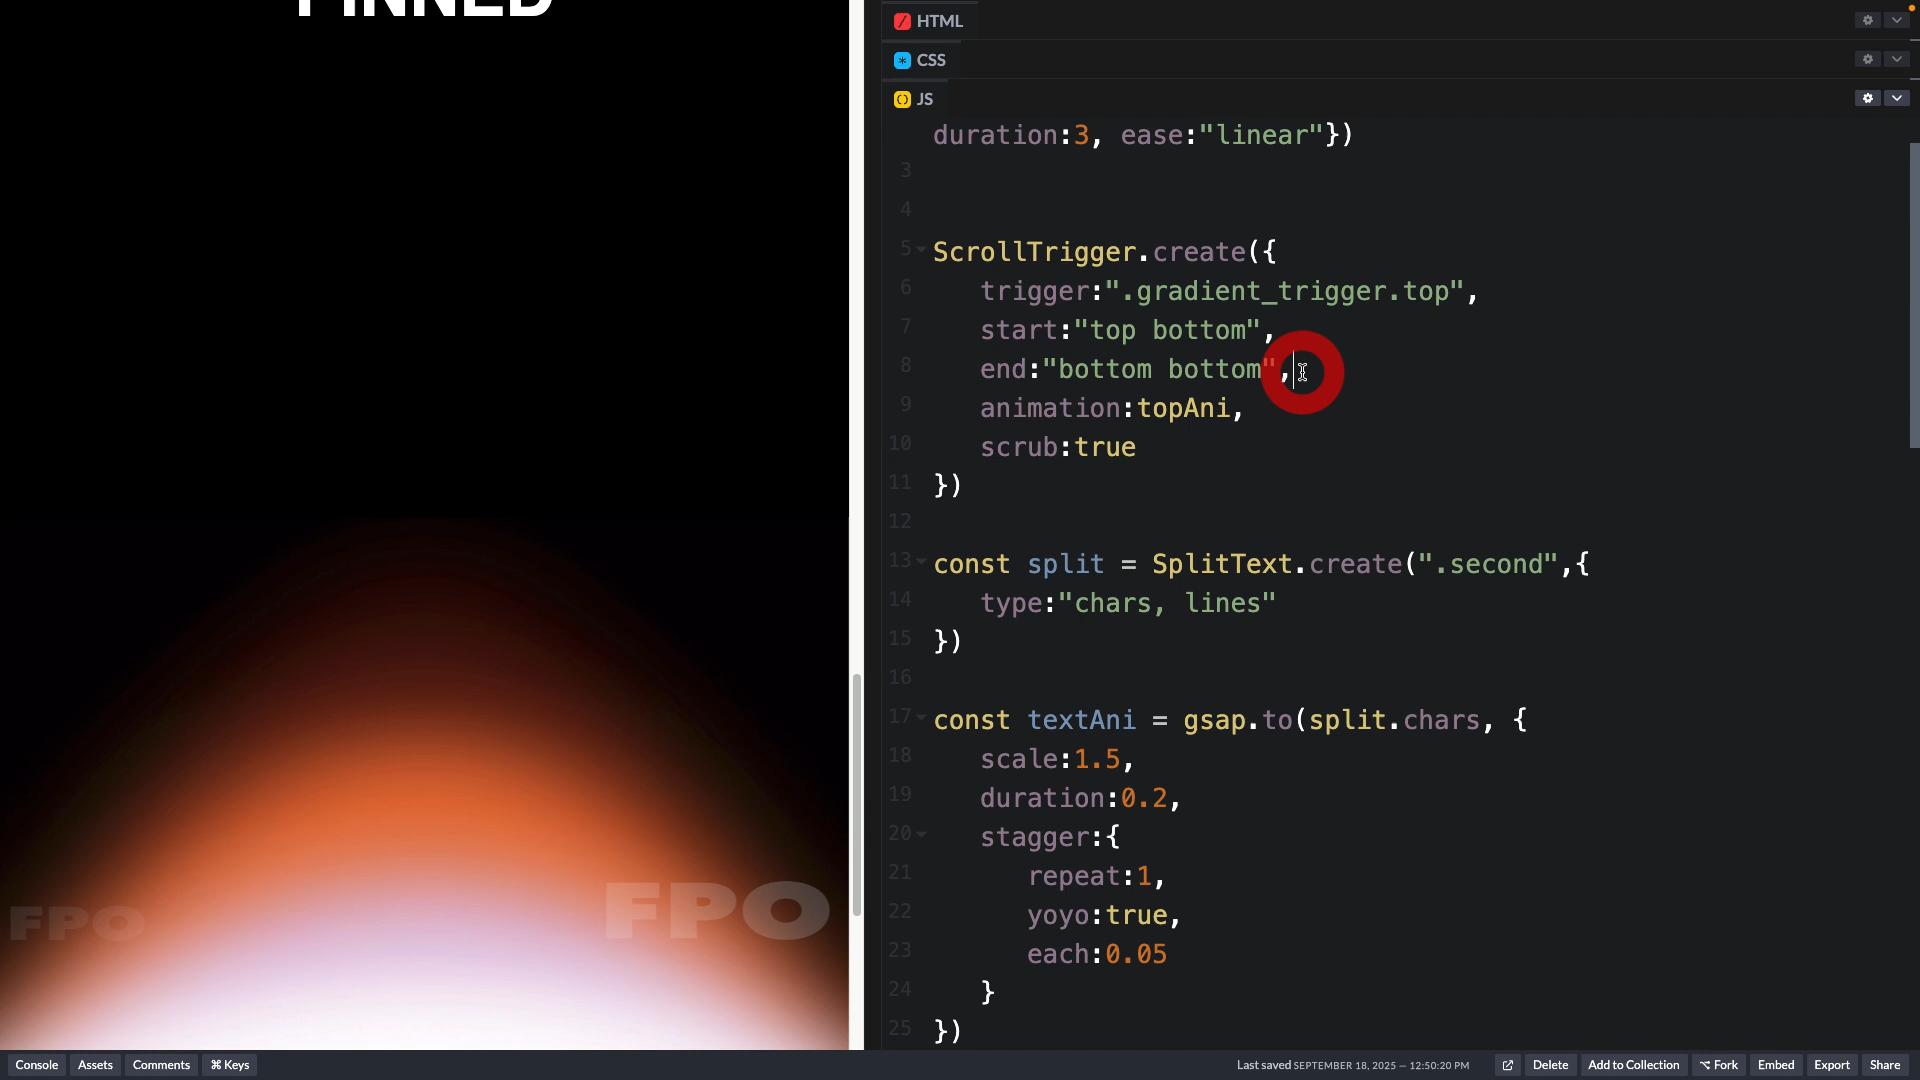 PINNED
FPO
FPO
HTML
CSS
JS
duration:3, ease:"linear"})
3
4
5 ScrollTrigger.create({
6 trigger:".gradient_trigger.top",
7 start:"top bottom",
8 end:"bottom bottom",
9 animation:topAni,
10 scrub:true
11 })
12
13 const split = SplitText.create(".second",{
14 type:"chars, lines"
15 })
16
17 const textAni = gsap.to(split.chars, {
18 scale:1.5,
19 duration:0.2,
20 stagger:{
21 repeat:1,
22 yoyo:true,
23 each:0.05
24 }
25 })
Console Assets Comments ⌘ Keys Last saved SEPTEMBER 18, 2025 — 12:50:20 PM Delete Add to Collection ⌥ Fork Embed Export Share